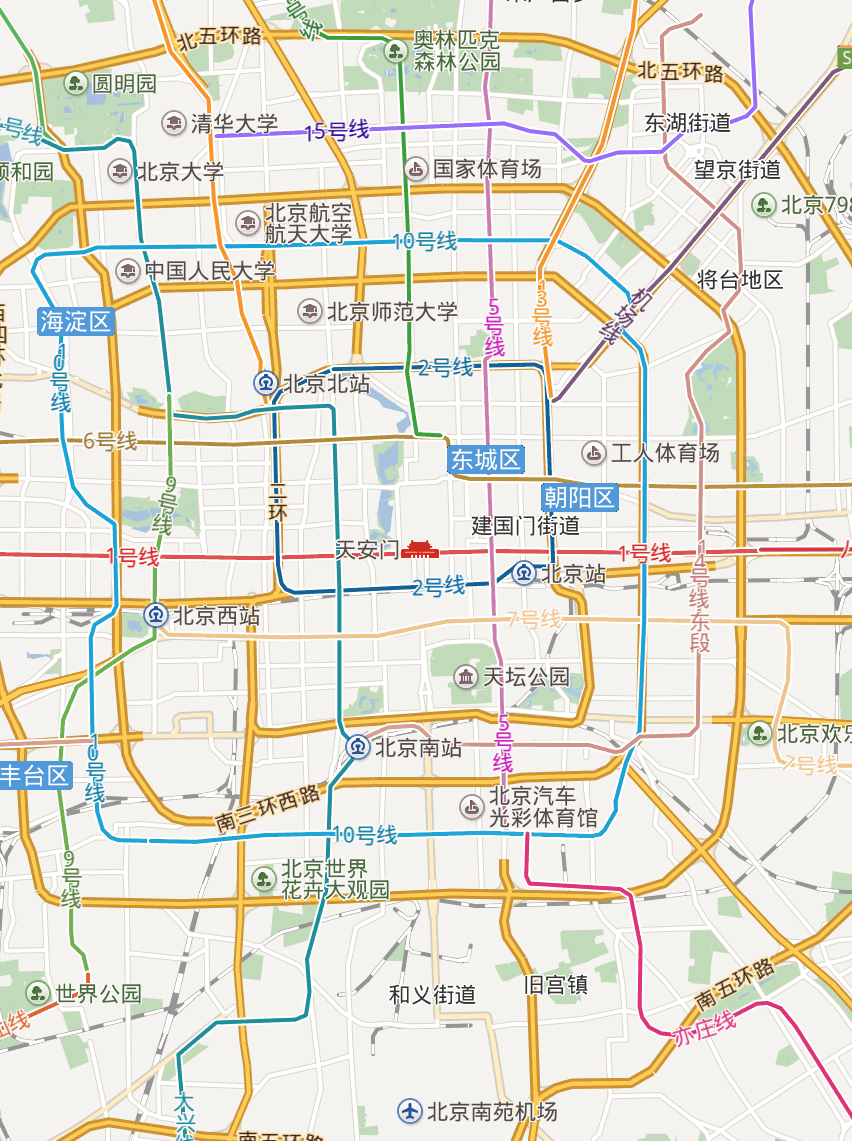 北五环路
号线
奥林匹克
森林公园
北五环路
S
圆明园
清华大学
15号线
东湖街道
号线
北京大学
国家体育场
望京街道
颐和园
北京798
北京航空
航天大学
10号线
中国人民大学
将台地区
机场线
13号线
5号线
北京师范大学
海淀区
10号线
2号线
北京北站
6号线
东城区
工人体育场
9号线
二环
朝阳区
建国门街道
天安门
1号线
1号线
北京站
2号线
14号线东段
北京西站
7号线
天坛公园
北京欢乐
5号线
北京南站
7号线
丰台区
10号线
南三环西路
北京汽车
光彩体育馆
10号线
9号线
北京世界
花卉大观园
世界公园
和义街道
旧宫镇
南五环路
亦庄线
山线
大兴线
北京南苑机场
南五环路